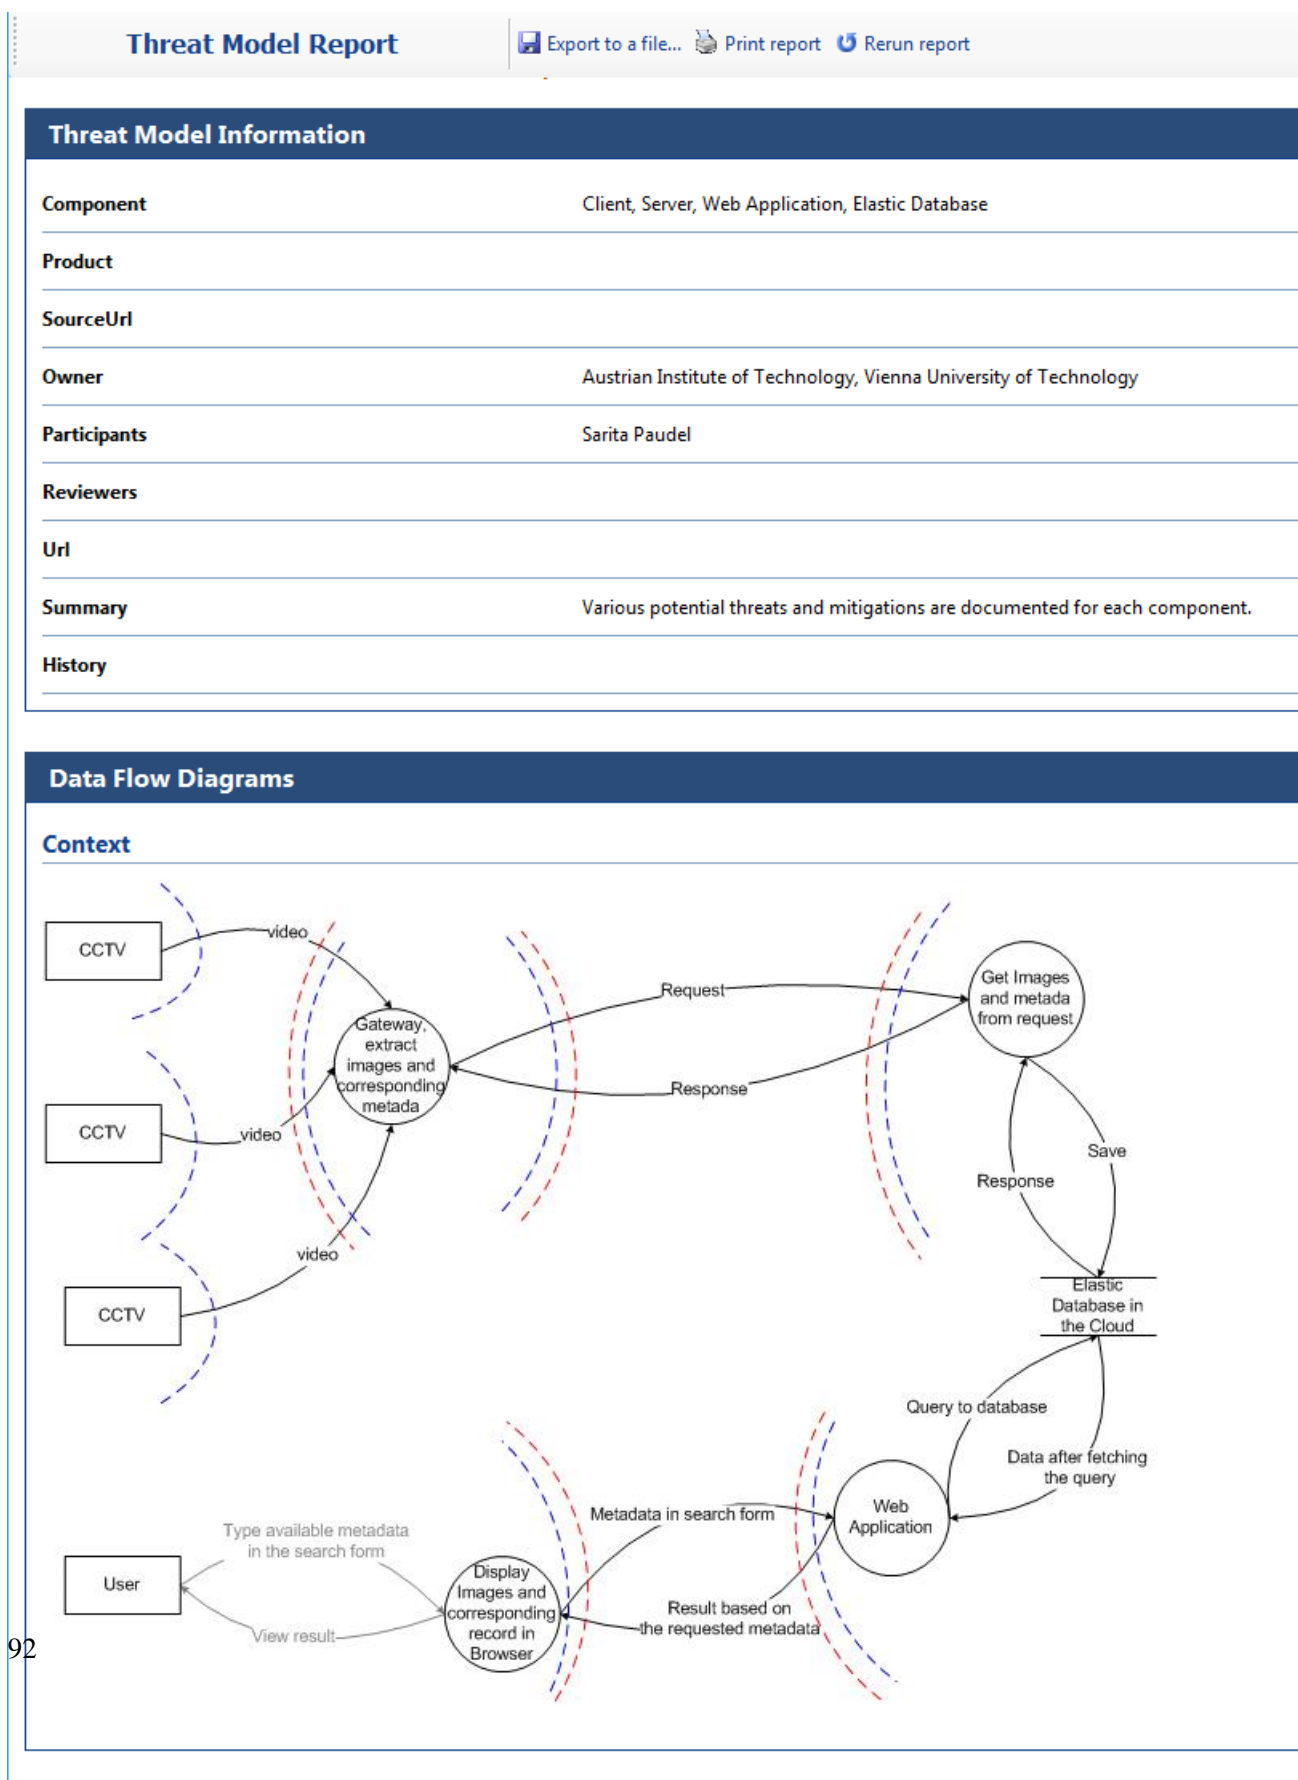 Threat Model Report
Export to a file... Print report Rerun report
Threat Model Information
Component Client, Server, Web Application, Elastic Database
Product
SourceUrl
Owner Austrian Institute of Technology, Vienna University of Technology
Participants Sarita Paudel
Reviewers
Url
Summary Various potential threats and mitigations are documented for each component.
History
Data Flow Diagrams
Context
CCTV
video
Gateway,
extract
images and
corresponding
metada
Request
Response
Get Images
and metada
from request
CCTV
video
Save
Response
CCTV
video
Elastic
Database in
the Cloud
Query to database
Data after fetching
the query
Web
Application
Metadata in search form
Result based on
the requested metadata
Type available metadata
in the search form
User
View result
Display
Images and
corresponding
record in
Browser
92